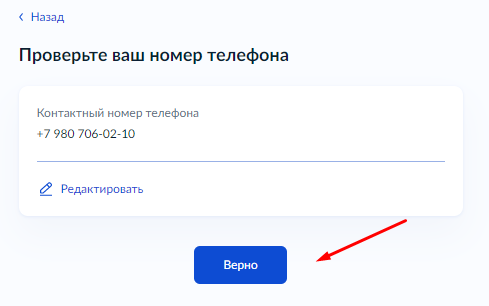 Назад
Проверьте ваш номер телефона
Контактный номер телефона
+7 980 706-02-10
Редактировать
Верно